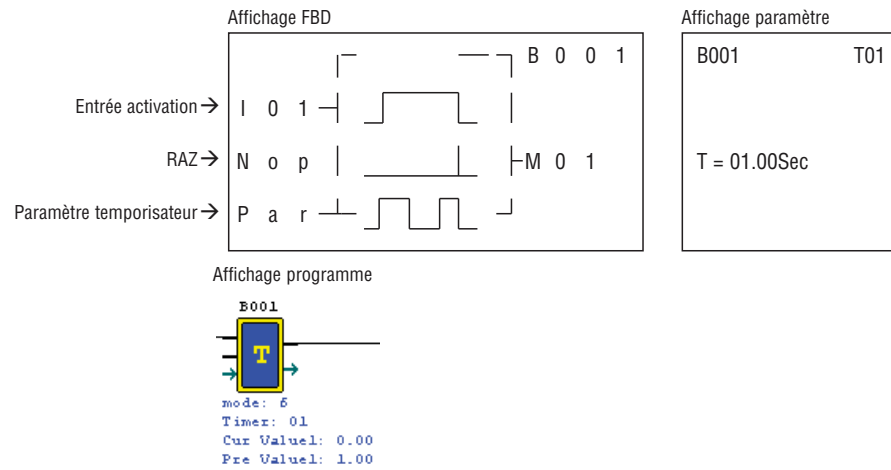 Affichage FBD
Affichage paramètre
B 0 0 1
B001 T01
Entrée activation→ I 0 1
RAZ→ N o p M 0 1
T = 01.00Sec
Paramètre temporisateur→ P a r
Affichage programme
B001
T
mode: 6
Timer: 01
Cur Value1: 0.00
Pre Value1: 1.00